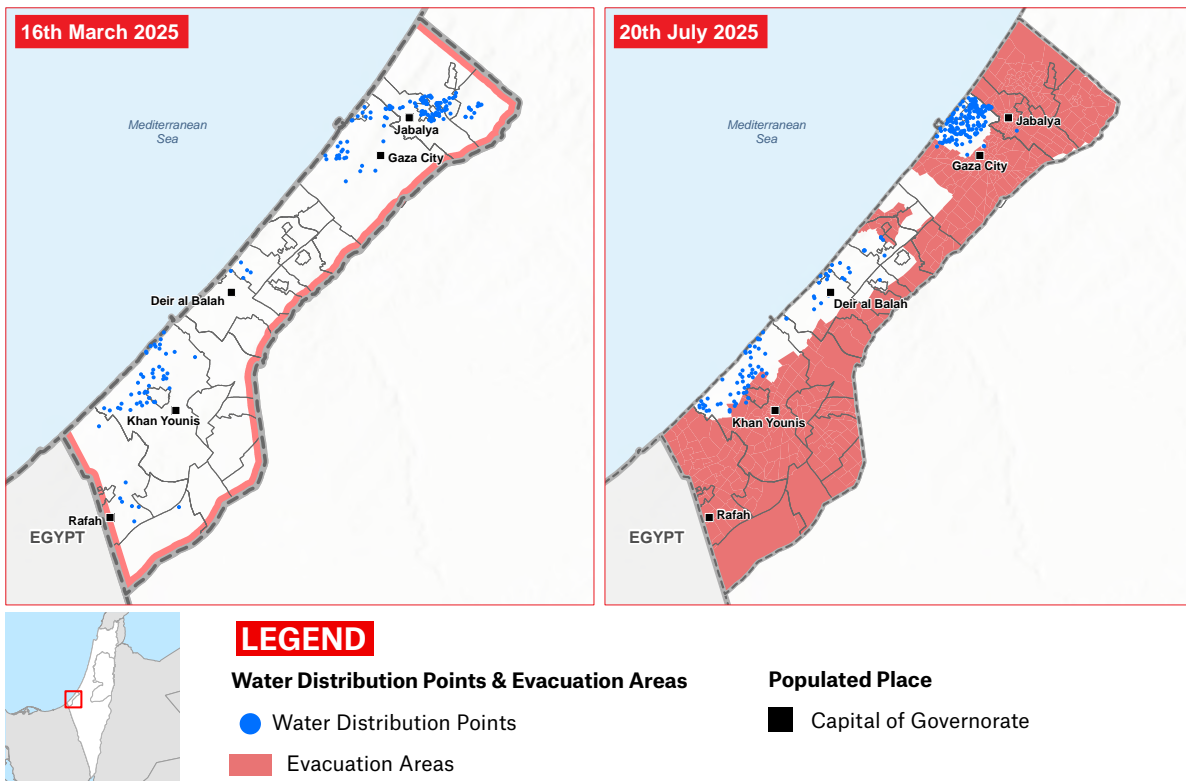 16th March 2025
Mediterranean
Sea
Jabalya
Gaza City
Deir al Balah
Khan Younis
Rafah
EGYPT
20th July 2025
Mediterranean
Sea
Jabalya
Gaza City
Deir al Balah
Khan Younis
Rafah
EGYPT
LEGEND
Water Distribution Points & Evacuation Areas
Water Distribution Points
Evacuation Areas
Populated Place
Capital of Governorate